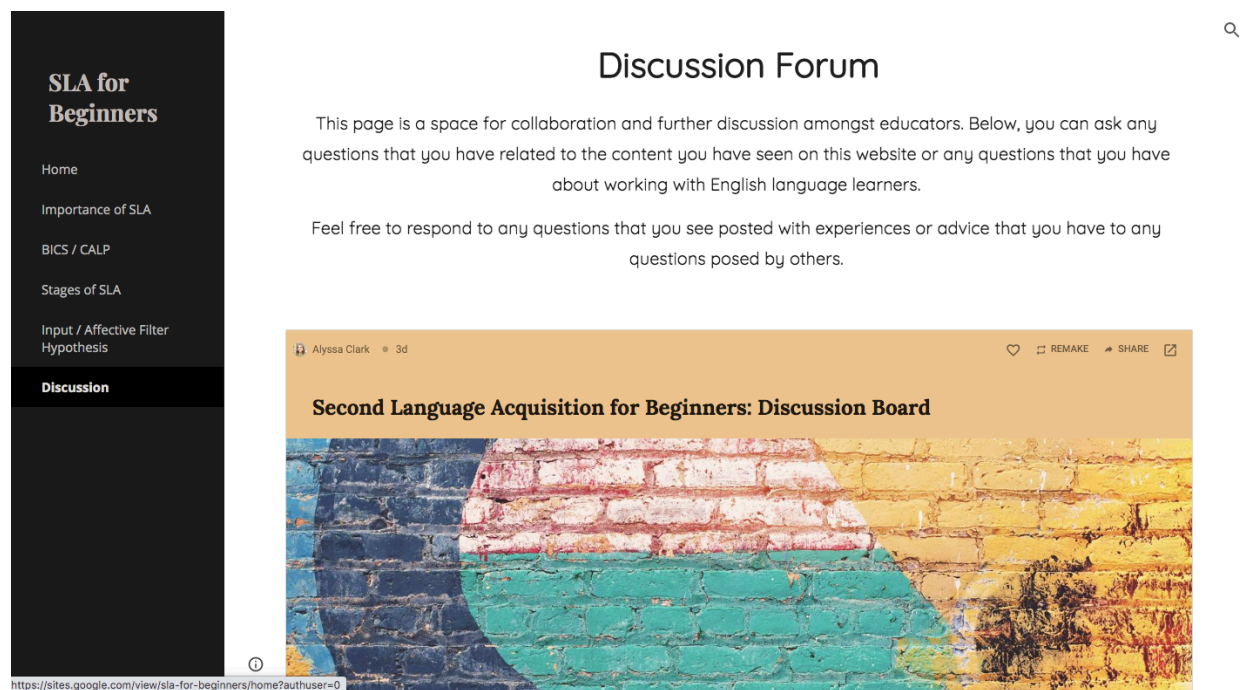 SLA for
Beginners
Home
Importance of SLA
BICS / CALP
Stages of SLA
Input / Affective Filter
Hypothesis
Discussion
Discussion Forum
This page is a space for collaboration and further discussion amongst educators. Below, you can ask any
questions that you have related to the content you have seen on this website or any questions that you have
about working with English language learners.
Feel free to respond to any questions that you see posted with experiences or advice that you have to any
questions posed by others.
Alyssa Clark • 3d
REMAKE SHARE
Second Language Acquisition for Beginners: Discussion Board
https://sites.google.com/view/sla-for-beginners/home?authuser=0